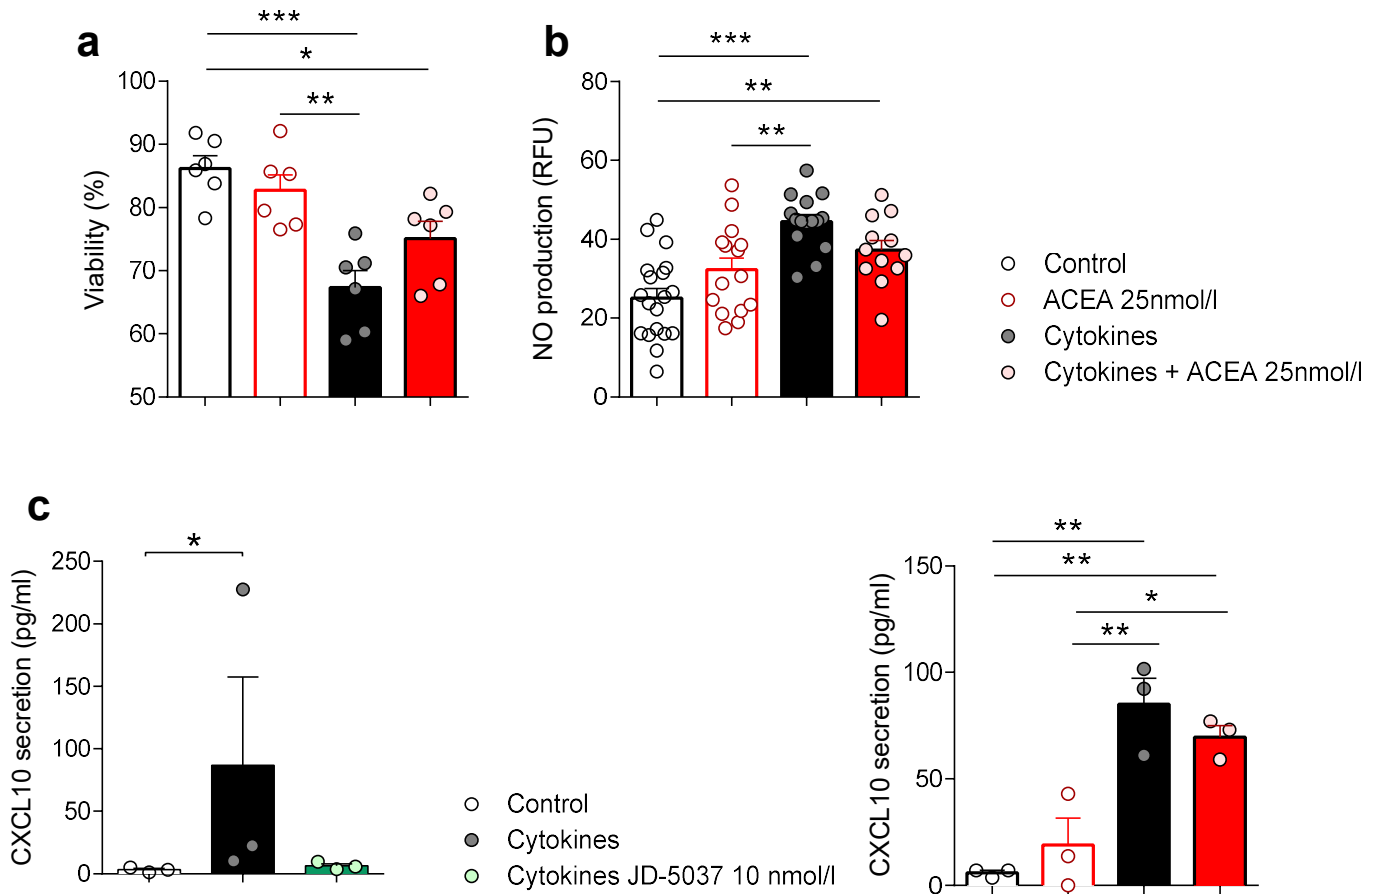 a
***
*
**
Viability (%)
100
90
80
70
60
50
b
***
**
**
NO production (RFU)
80
60
40
20
0
Control
ACEA 25nmol/l
Cytokines
Cytokines + ACEA 25nmol/l
c
*
CXCL10 secretion (pg/ml)
250
200
150
100
50
0
Control
Cytokines
Cytokines JD-5037 10 nmol/l
**
**
*
**
CXCL10 secretion (pg/ml)
150
100
50
0